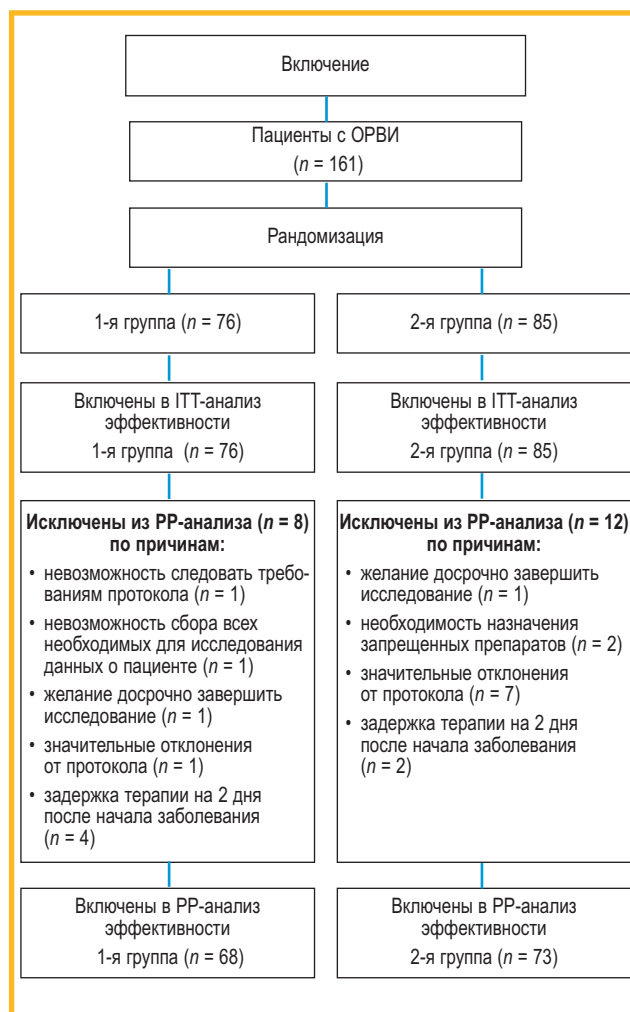 Включение
Пациенты с ОРВИ
(n = 161)
Рандомизация
1-я группа (n = 76)
2-я группа (n = 85)
Включены в ITT-анализ
эффективности
1-я группа (n = 76)
Включены в ITT-анализ
эффективности
2-я группа (n = 85)
Исключены из PP-анализа (n = 8)
по причинам:
• невозможность следовать требо-
ваниям протокола (n = 1)
• невозможность сбора всех
необходимых для исследования
данных о пациенте (n = 1)
• желание досрочно завершить
исследование (n = 1)
• значительные отклонения
от протокола (n = 1)
• задержка терапии на 2 дня
после начала заболевания
(n = 4)
Исключены из PP-анализа (n = 12)
по причинам:
• желание досрочно завершить
исследование (n = 1)
• необходимость назначения
запрещенных препаратов (n = 2)
• значительные отклонения
от протокола (n = 7)
• задержка терапии на 2 дня
после начала заболевания
(n = 2)
Включены в PP-анализ
эффективности
1-я группа (n = 68)
Включены в PP-анализ
эффективности
2-я группа (n = 73)